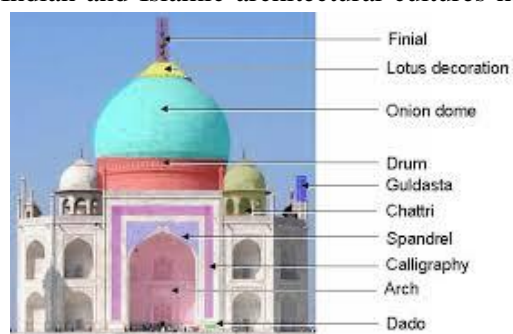 Indian and Islamic architectural cultures
Finial
Lotus decoration
Onion dome
Drum
Guldasta
Chattri
Spandrel
Calligraphy
Arch
Dado